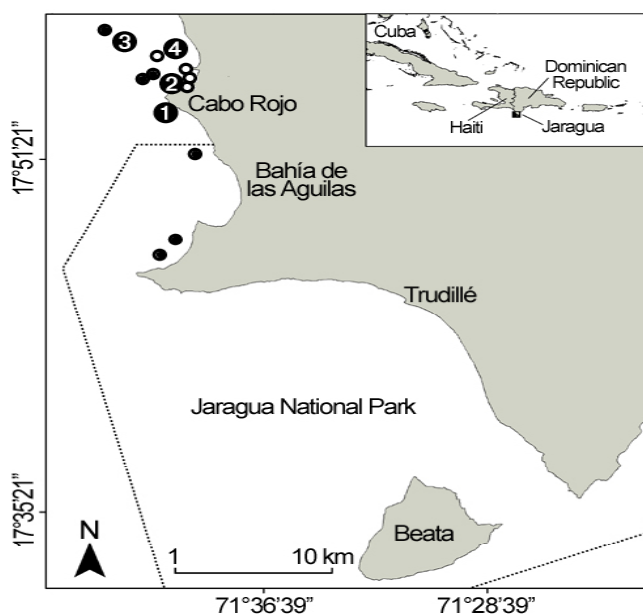 3
4
2
1
Cabo Rojo
Cuba
Dominican
Republic
Haiti
Jaragua
17°51'21"
Bahía de
las Aguilas
Trudillé
Jaragua National Park
17°35'21"
Beata
N
1 10 km
71°36'39" 71°28'39"